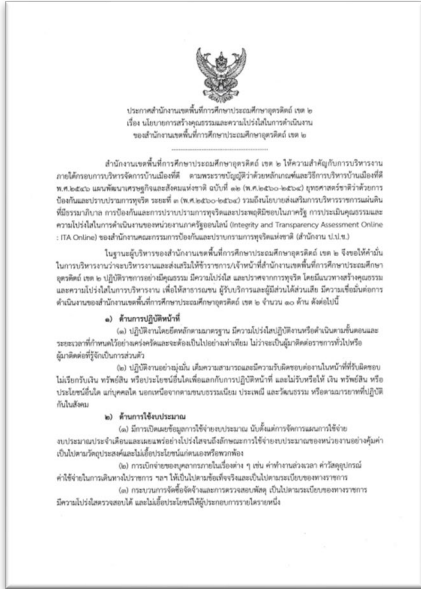 ประกาศสำนักงานเขตพื้นที่การศึกษาประถมศึกษาอุตรดิตถ์ เขต ๒
เรื่อง นโยบายการสร้างคุณธรรมและความโปร่งใสในการดำเนินงาน
ของสำนักงานเขตพื้นที่การศึกษาประถมศึกษาอุตรดิตถ์ เขต ๒
สำนักงานเขตพื้นที่การศึกษาประถมศึกษาอุตรดิตถ์ เขต ๒ ให้ความสำคัญกับการบริหารงาน
ภายใต้กรอบการบริหารจัดการบ้านเมืองที่ดี ตามพระราชบัญญัติว่าด้วยหลักเกณฑ์และวิธีการบริหารบ้านเมืองที่ดี
พ.ศ.๒๕๔๖ แผนพัฒนาเศรษฐกิจและสังคมแห่งชาติ ฉบับที่ ๑๒ (พ.ศ.๒๕๖๐-๒๕๖๔) ยุทธศาสตร์ชาติว่าด้วยการ
ป้องกันและปราบปรามการทุจริต ระยะที่ ๓ (พ.ศ.๒๕๖๐-๒๕๖๔) รวมถึงนโยบายส่งเสริมการบริหารราชการแผ่นดิน
ที่มีธรรมาภิบาล การป้องกันและการปราบปรามการทุจริตและประพฤติมิชอบในภาครัฐ การประเมินคุณธรรมและ
ความโปร่งใสในการดำเนินงานของหน่วยงานภาครัฐออนไลน์ (Integrity and Transparency Assessment Online
: ITA Online) ของสำนักงานคณะกรรมการป้องกันและปราบปรามการทุจริตแห่งชาติ (สำนักงาน ป.ป.ช.)
ในฐานะผู้บริหารของสำนักงานเขตพื้นที่การศึกษาประถมศึกษาอุตรดิตถ์ เขต ๒ จึงขอให้คำมั่น
ในการบริหารงานว่าจะบริหารงานและส่งเสริมให้ข้าราชการ/เจ้าหน้าที่สำนักงานเขตพื้นที่การศึกษาประถมศึกษา
อุตรดิตถ์ เขต ๒ ปฏิบัติราชการอย่างมีคุณธรรม มีความโปร่งใส และปราศจากการทุจริต โดยมีแนวทางสร้างคุณธรรม
และความโปร่งใสในการบริหารงาน เพื่อให้สาธารณชน ผู้รับบริการและผู้มีส่วนได้ส่วนเสีย มีความเชื่อมั่นต่อการ
ดำเนินงานของสำนักงานเขตพื้นที่การศึกษาประถมศึกษาอุตรดิตถ์ เขต ๒ จำนวน ๑๐ ด้าน ดังต่อไปนี้
๑) ด้านการปฏิบัติหน้าที่
(๑) ปฏิบัติงานโดยยึดหลักตามมาตรฐาน มีความโปร่งใสปฏิบัติงานหรือดำเนินตามขั้นตอนและ
ระยะเวลาที่กำหนดไว้อย่างเคร่งครัดและจะต้องเป็นไปอย่างเท่าเทียม ไม่ว่าจะเป็นผู้มาติดต่อราชการทั่วไปหรือ
ผู้มาติดต่อที่รู้จักเป็นการส่วนตัว
(๒) ปฏิบัติงานอย่างมุ่งมั่น เต็มความสามารถและมีความรับผิดชอบต่องานในหน้าที่ที่รับผิดชอบ
ไม่เรียกรับเงิน ทรัพย์สิน หรือประโยชน์อื่นใดเพื่อแลกกับการปฏิบัติหน้าที่ และไม่รับหรือให้ เงิน ทรัพย์สิน หรือ
ประโยชน์อื่นใด แก่บุคคลใด นอกเหนือจากตามขนบธรรมเนียม ประเพณี และวัฒนธรรม หรือตามมารยาทที่ปฏิบัติ
กันในสังคม
๒) ด้านการใช้งบประมาณ
(๑) มีการเปิดเผยข้อมูลการใช้จ่ายงบประมาณ นับตั้งแต่การจัดการแผนการใช้จ่าย
งบประมาณประจำเดือนและเผยแพร่อย่างโปร่งใสจนถึงลักษณะการใช้จ่ายงบประมาณของหน่วยงานอย่างคุ้มค่า
เป็นไปตามวัตถุประสงค์และไม่เอื้อประโยชน์แก่ตนเองหรือพวกพ้อง
(๒) การเบิกจ่ายของบุคลากรภายในเรื่องต่าง ๆ เช่น ค่าทำงานล่วงเวลา ค่าวัสดุอุปกรณ์
ค่าใช้จ่ายในการเดินทางไปราชการ ฯลฯ ให้เป็นไปตามข้อเท็จจริงและเป็นไปตามระเบียบของทางราชการ
(๓) กระบวนการจัดซื้อจัดจ้างและการตรวจสอบพัสดุ เป็นไปตามระเบียบของทางราชการ
มีความโปร่งใสตรวจสอบได้ และไม่เอื้อประโยชน์ให้ผู้ประกอบการรายใดรายหนึ่ง